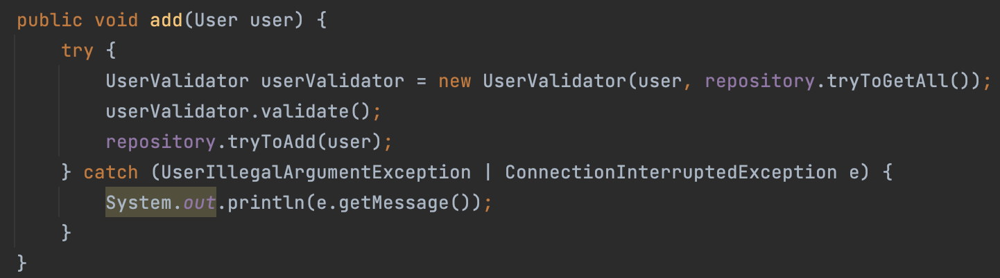 public void add(User user) {
    try {
        UserValidator userValidator = new UserValidator(user, repository.tryToGetAll());
        userValidator.validate();
        repository.tryToAdd(user);
    } catch (UserIllegalArgumentException | ConnectionInterruptedException e) {
        System.out.println(e.getMessage());
    }
}